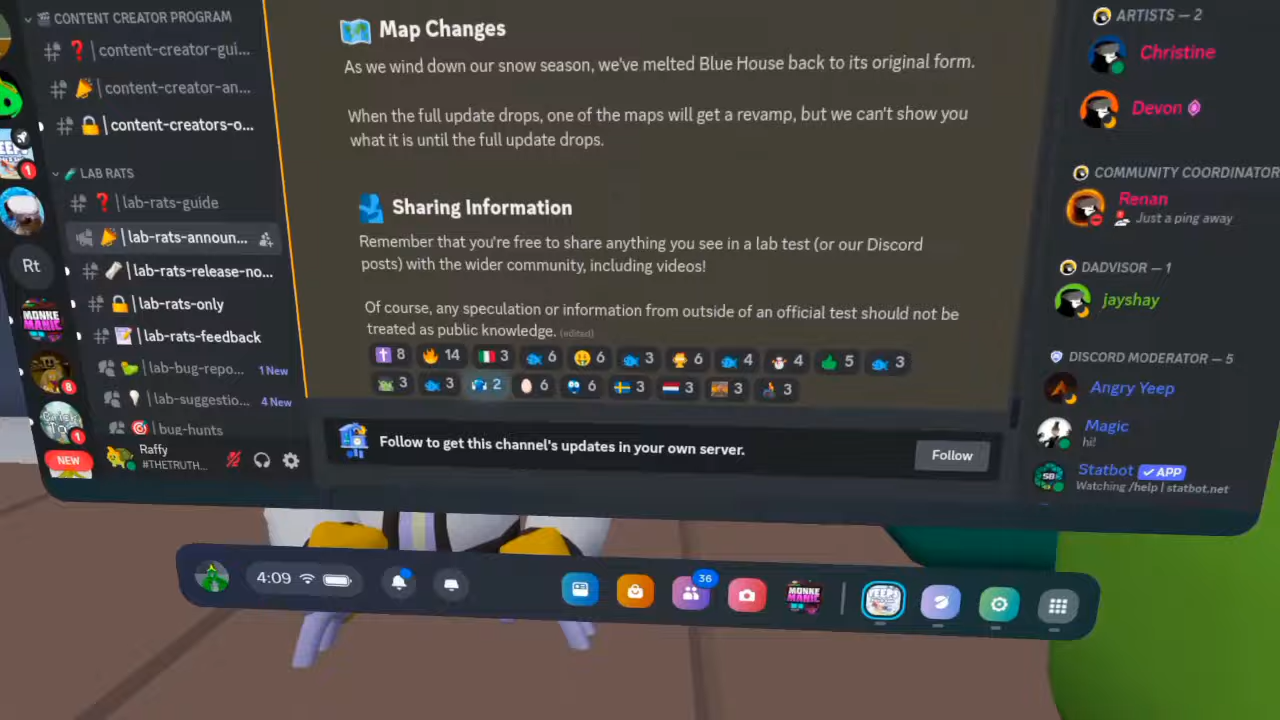 CONTENT CREATOR PROGRAM
content-creator-gui...
content-creator-an...
content-creators-o...
LAB RATS
lab-rats-guide
lab-rats-announ...
lab-rats-release-no...
lab-rats-only
lab-rats-feedback
lab-bug-repo... 1 New
lab-suggestio... 4 New
bug-hunts
Rt
MONKE MANIC
1
8
1
NEW
Raffy
#THETRUTH...
Map Changes
As we wind down our snow season, we've melted Blue House back to its original form.
When the full update drops, one of the maps will get a revamp, but we can't show you
what it is until the full update drops.
Sharing Information
Remember that you're free to share anything you see in a lab test (or our Discord
posts) with the wider community, including videos!
Of course, any speculation or information from outside of an official test should not be
treated as public knowledge. (edited)
8 14 3 6 6 3 6 4 4 5 3
3 3 2 6 6 3 3 3 3
Follow to get this channel's updates in your own server.
Follow
ARTISTS — 2
Christine
Devon
COMMUNITY COORDINATOR
Renan
Just a ping away
DADVISOR — 1
jayshay
DISCORD MODERATOR — 5
Angry Yeep
Magic
hi!
Statbot APP
Watching /help | statbot.net
4:09
36
MONKE MANIC